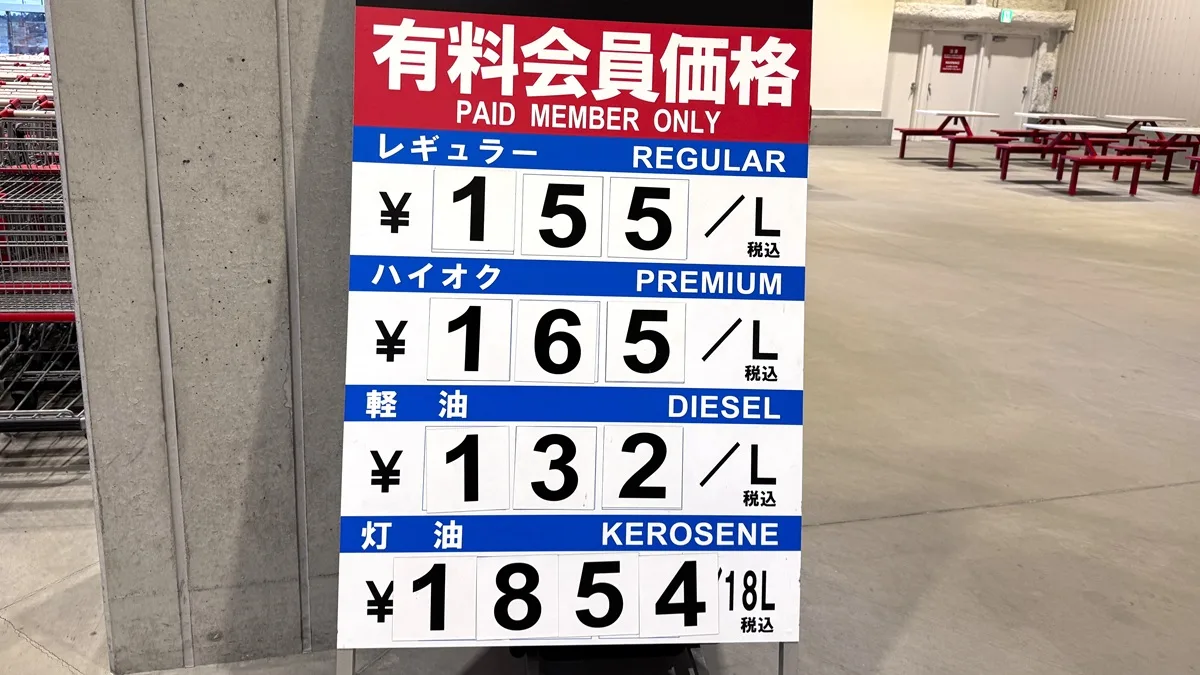 有料会員価格
PAID MEMBER ONLY
レギュラー REGULAR
¥ 155 /L
税込
ハイオク PREMIUM
¥ 165 /L
税込
軽 油 DIESEL
¥ 132 /L
税込
灯 油 KEROSENE
¥ 1854 /18L
税込